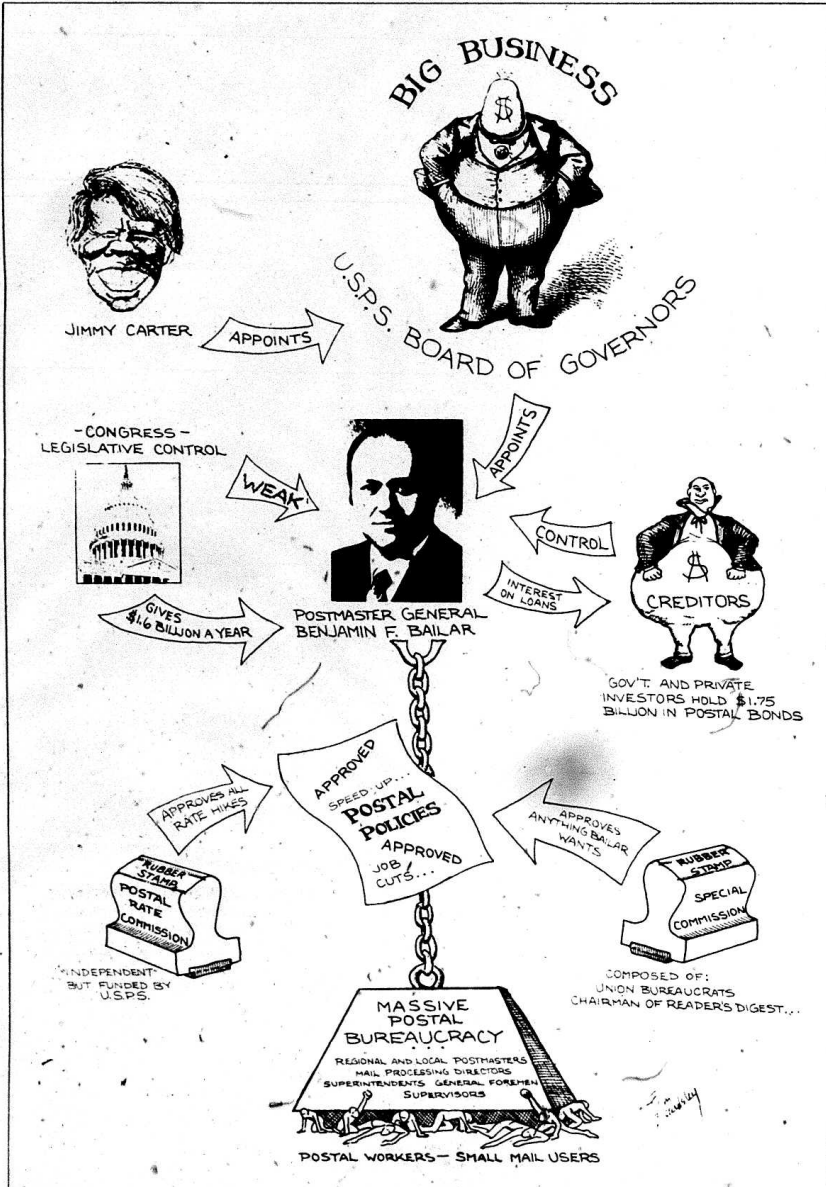 BIG BUSINESS
$
U.S.P.S. BOARD OF GOVERNORS
JIMMY CARTER
APPOINTS
APPOINTS
-CONGRESS-
LEGISLATIVE CONTROL
WEAK
GIVES
$1.6 BILLION A YEAR
POSTMASTER GENERAL
BENJAMIN F. BAILAR
CONTROL
INTEREST
ON LOANS
$
CREDITORS
GOV'T. AND PRIVATE
INVESTORS HOLD $1.75
BILLION IN POSTAL BONDS
APPROVED
SPEED-UP...
POSTAL
POLICIES
APPROVED
JOB
CUTS...
APPROVES ALL
RATE HIKES
RUBBER
STAMP
POSTAL
RATE
COMMISSION
"INDEPENDENT"
BUT FUNDED BY
U.S.P.S.
APPROVES
ANYTHING BAILAR
WANTS
RUBBER
STAMP
SPECIAL
COMMISSION
COMPOSED OF:
UNION BUREAUCRATS
CHAIRMAN OF READER'S DIGEST...
MASSIVE
POSTAL
BUREAUCRACY
REGIONAL AND LOCAL POSTMASTERS
MAIL PROCESSING DIRECTORS
SUPERINTENDENTS GENERAL FOREMEN
SUPERVISORS
POSTAL WORKERS — SMALL MAIL USERS